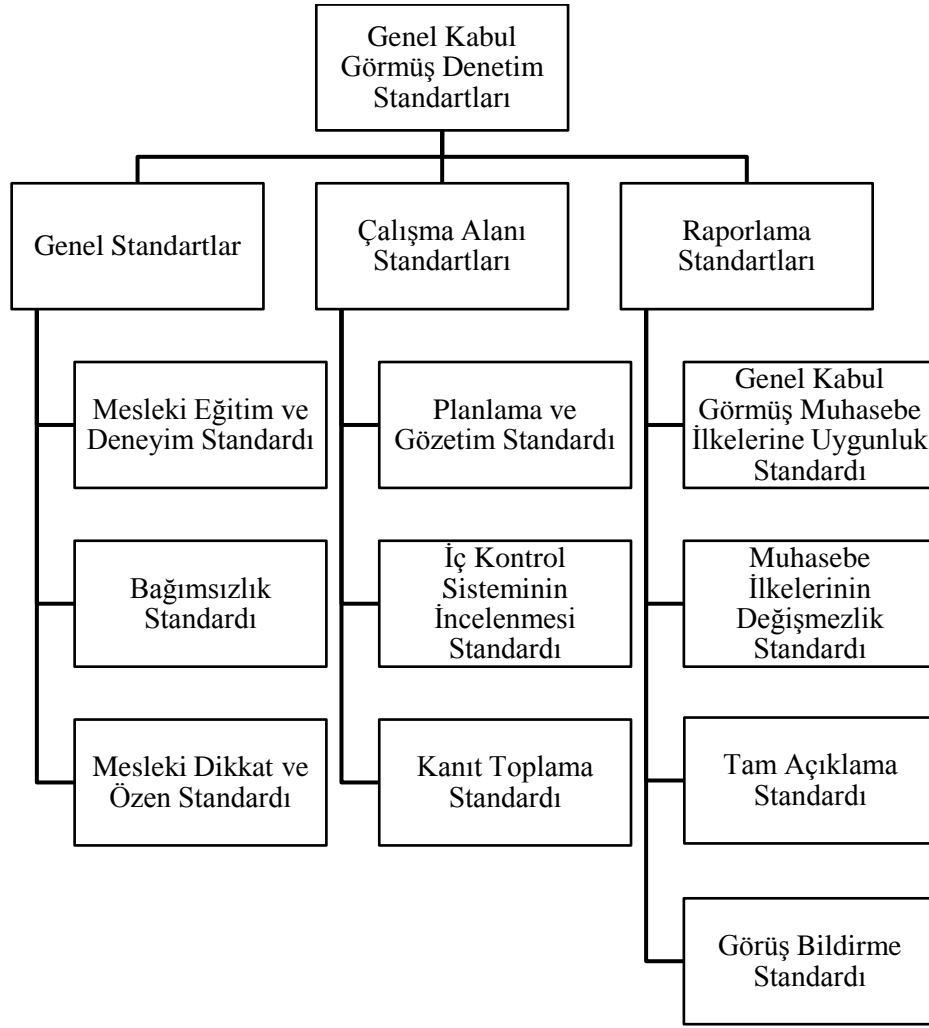 Genel Kabul
Görmüş Denetim
Standartları
Genel Standartlar
Çalışma Alanı
Standartları
Raporlama
Standartları
Mesleki Eğitim ve
Deneyim Standardı
Planlama ve
Gözetim Standardı
Genel Kabul
Görmüş Muhasebe
İlkelerine Uygunluk
Standardı
Bağımsızlık
Standardı
İç Kontrol
Sisteminin
İncelenmesi
Standardı
Muhasebe
İlkelerinin
Değişmezlik
Standardı
Mesleki Dikkat ve
Özen Standardı
Kanıt Toplama
Standardı
Tam Açıklama
Standardı
Görüş Bildirme
Standardı